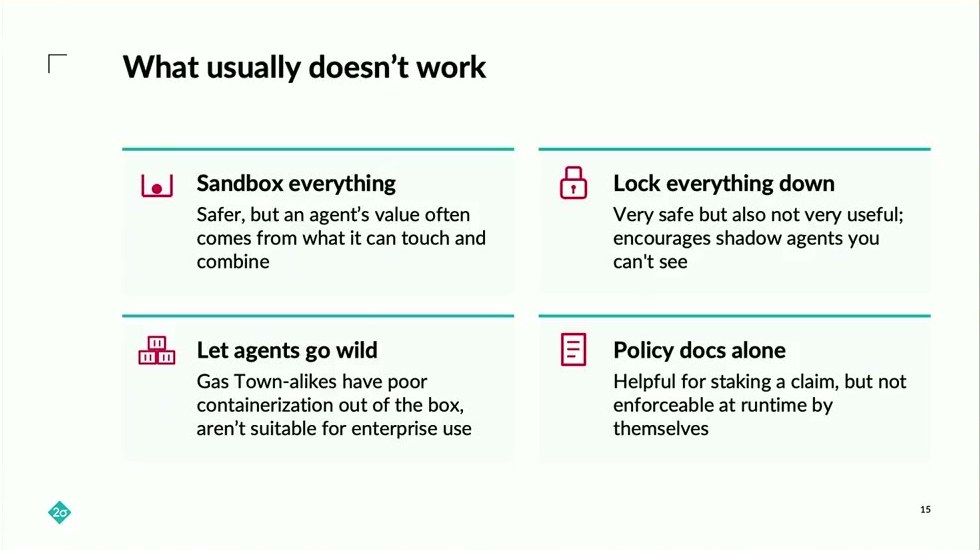 What usually doesn’t work
Sandbox everything
Safer, but an agent’s value often
comes from what it can touch and
combine
Lock everything down
Very safe but also not very useful;
encourages shadow agents you
can't see
Let agents go wild
Gas Town-alikes have poor
containerization out of the box,
aren’t suitable for enterprise use
Policy docs alone
Helpful for staking a claim, but not
enforceable at runtime by
themselves
2σ
15